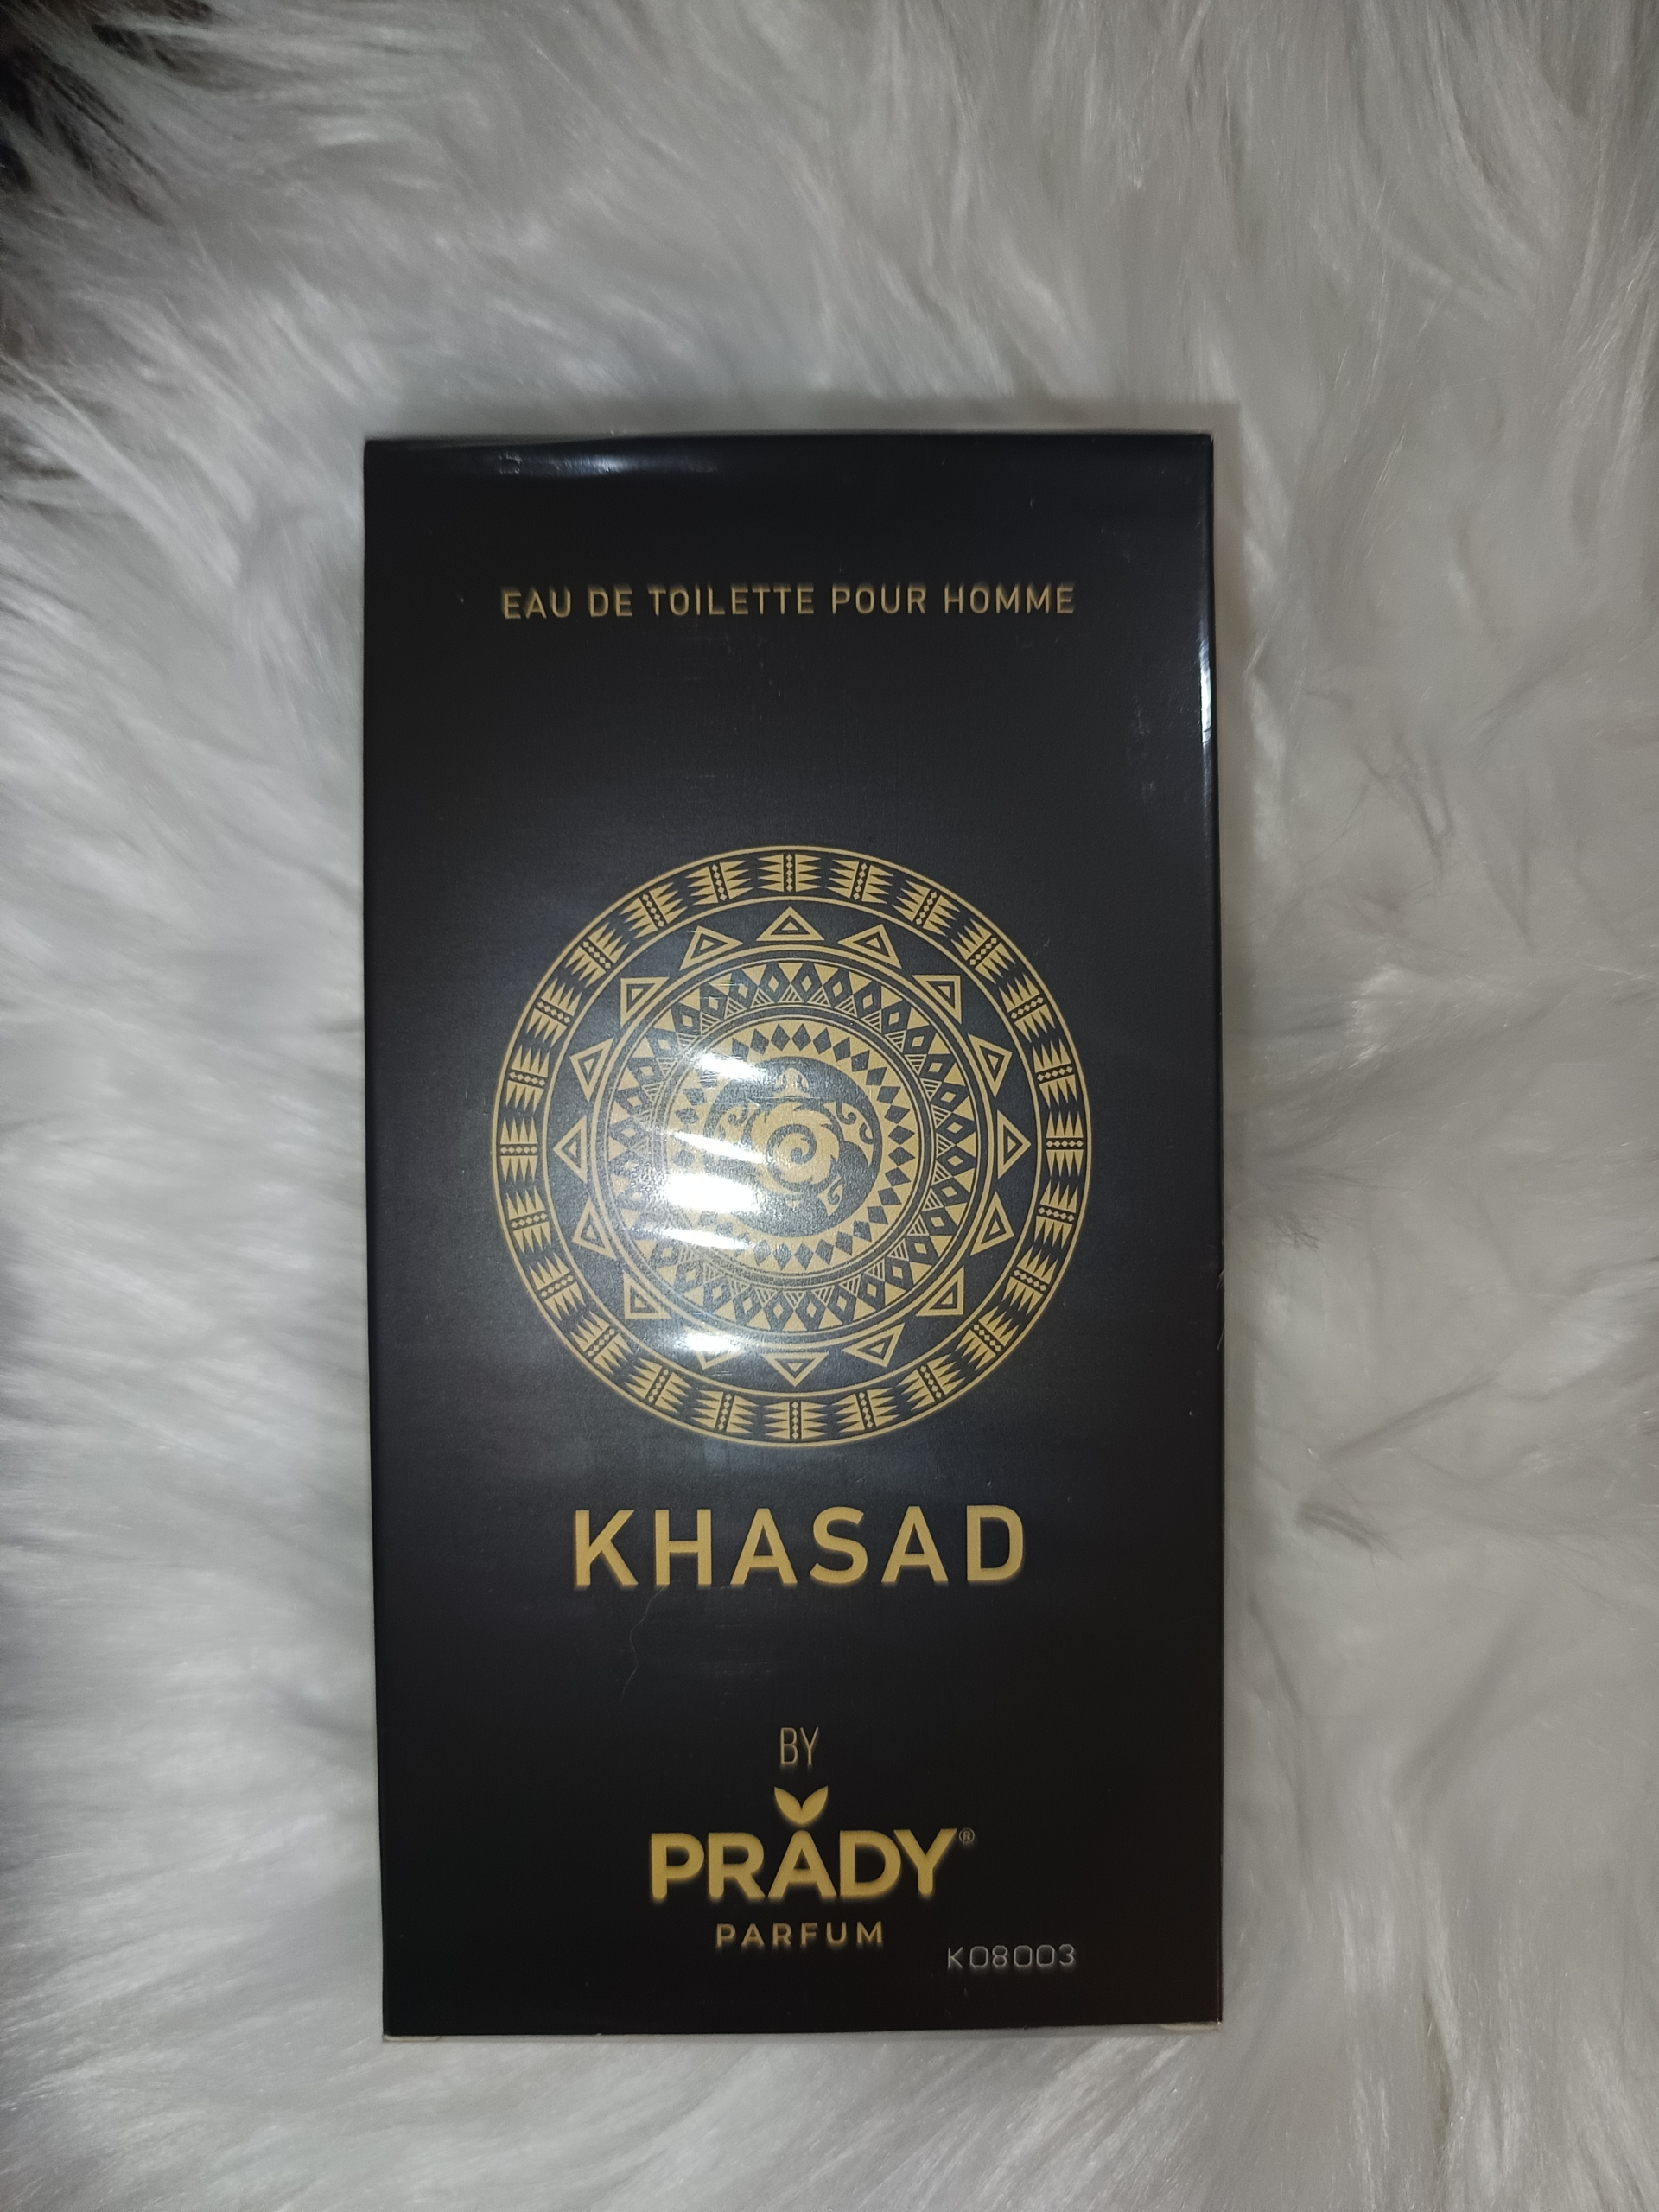 EAU DE TOILETTE POUR HOMME
KHASAD
BY
PRADY®
PARFUM
K08003